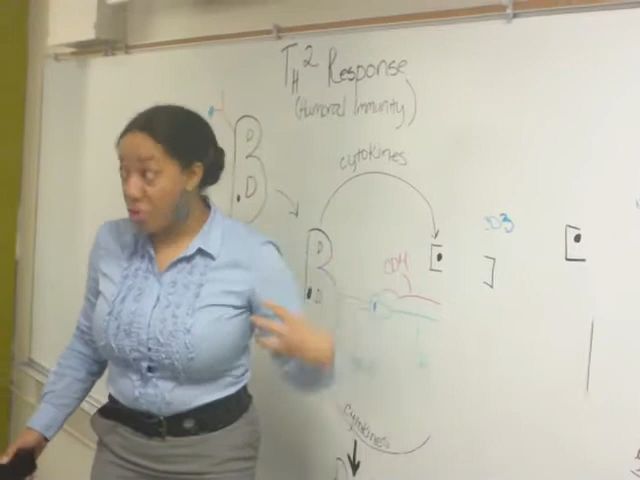 TH2 Response
(Humoral Immunity)
cytokines
B
D
D
CD3
B
D
D
CD4
cytokines